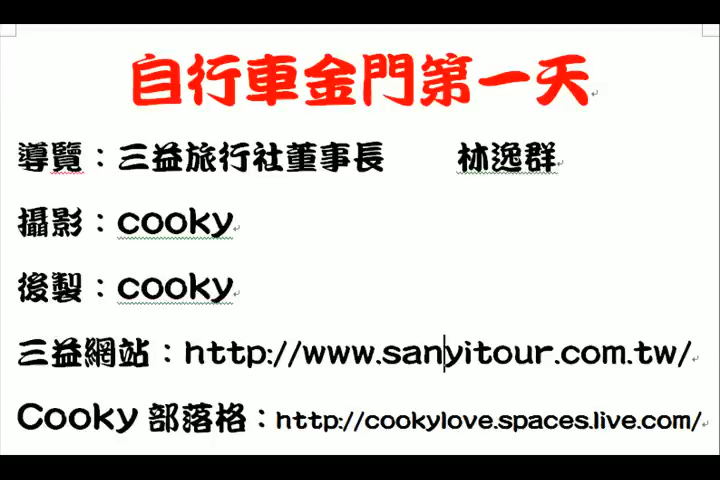 自行車金門第一天
導覽：三益旅行社董事長 林逸群
攝影：cooky
後製：cooky
三益網站：http://www.sanyitour.com.tw/
Cooky 部落格：http://cookylove.spaces.live.com/